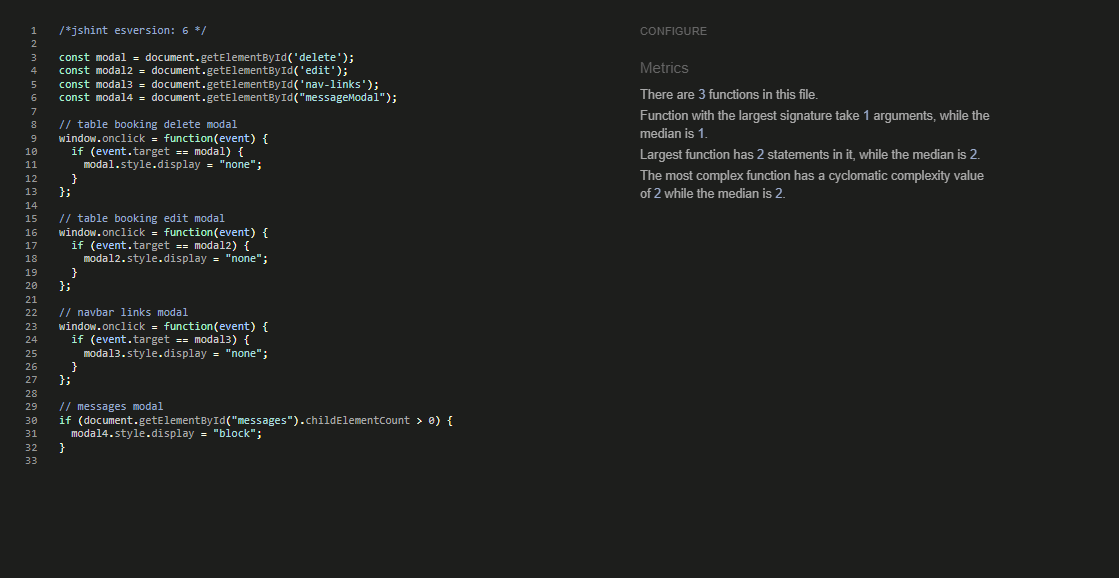 1 /*jshint esversion: 6 */
2
3 const modal = document.getElementById('delete');
4 const modal2 = document.getElementById('edit');
5 const modal3 = document.getElementById('nav-links');
6 const modal4 = document.getElementById("messageModal");
7
8 // table booking delete modal
9 window.onclick = function(event) {
10   if (event.target == modal) {
11     modal.style.display = "none";
12   }
13 };
14
15 // table booking edit modal
16 window.onclick = function(event) {
17   if (event.target == modal2) {
18     modal2.style.display = "none";
19   }
20 };
21
22 // navbar links modal
23 window.onclick = function(event) {
24   if (event.target == modal3) {
25     modal3.style.display = "none";
26   }
27 };
28
29 // messages modal
30 if (document.getElementById("messages").childElementCount > 0) {
31   modal4.style.display = "block";
32 }
33
CONFIGURE
Metrics
There are 3 functions in this file.
Function with the largest signature take 1 arguments, while the
median is 1.
Largest function has 2 statements in it, while the median is 2.
The most complex function has a cyclomatic complexity value
of 2 while the median is 2.